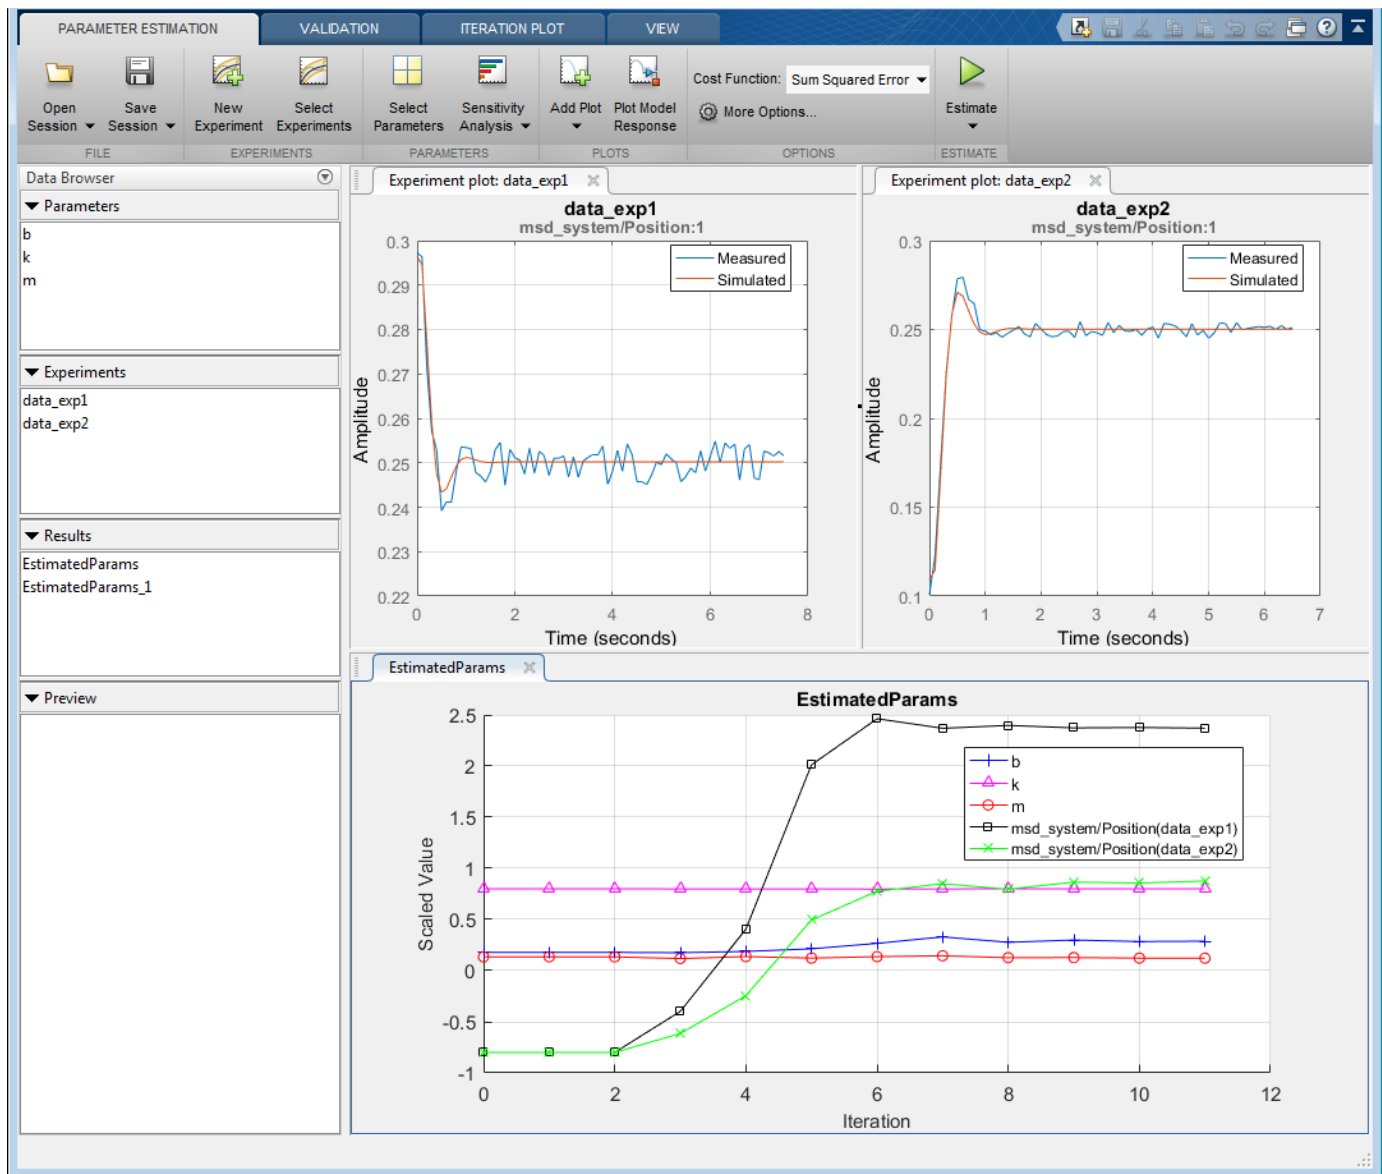 PARAMETER ESTIMATION VALIDATION ITERATION PLOT VIEW
Open Session Save Session New Experiment Select Experiments Select Parameters Sensitivity Analysis Add Plot Plot Model Response Cost Function: Sum Squared Error Estimate
More Options...
FILE EXPERIMENTS PARAMETERS PLOTS OPTIONS ESTIMATE
Data Browser
Parameters
b
k
m
Experiments
data_exp1
data_exp2
Results
EstimatedParams
EstimatedParams_1
Preview
Experiment plot: data_exp1
data_exp1
msd_system/Position:1
Measured
Simulated
0.3
0.29
0.28
0.27
0.26
0.25
0.24
0.23
0.22
Amplitude
0 2 4 6 8
Time (seconds)
Experiment plot: data_exp2
data_exp2
msd_system/Position:1
Measured
Simulated
0.3
0.25
0.2
0.15
0.1
Amplitude
0 1 2 3 4 5 6 7
Time (seconds)
EstimatedParams
EstimatedParams
2.5
2
1.5
1
0.5
0
-0.5
-1
Scaled Value
b
k
m
msd_system/Position(data_exp1)
msd_system/Position(data_exp2)
0 2 4 6 8 10 12
Iteration